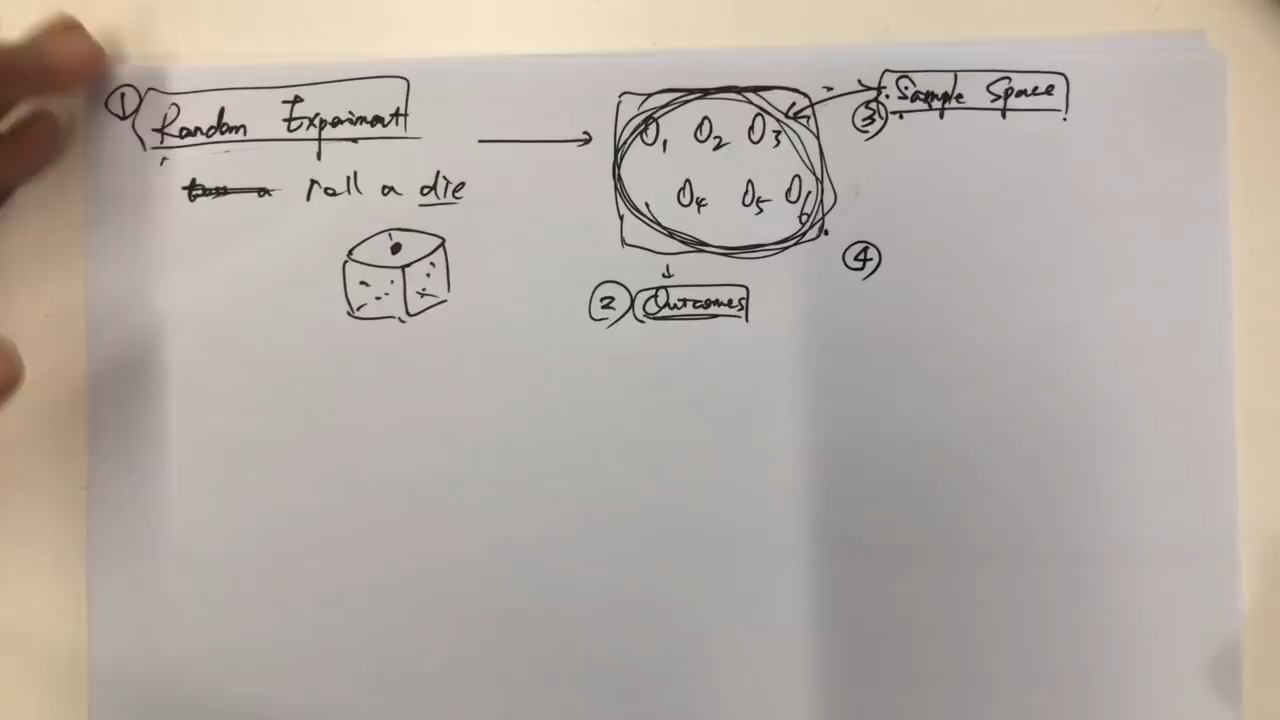 ① Random Experiment
roll a die
O1 O2 O3
O4 O5 O6
② Outcomes
③ Sample Space
④